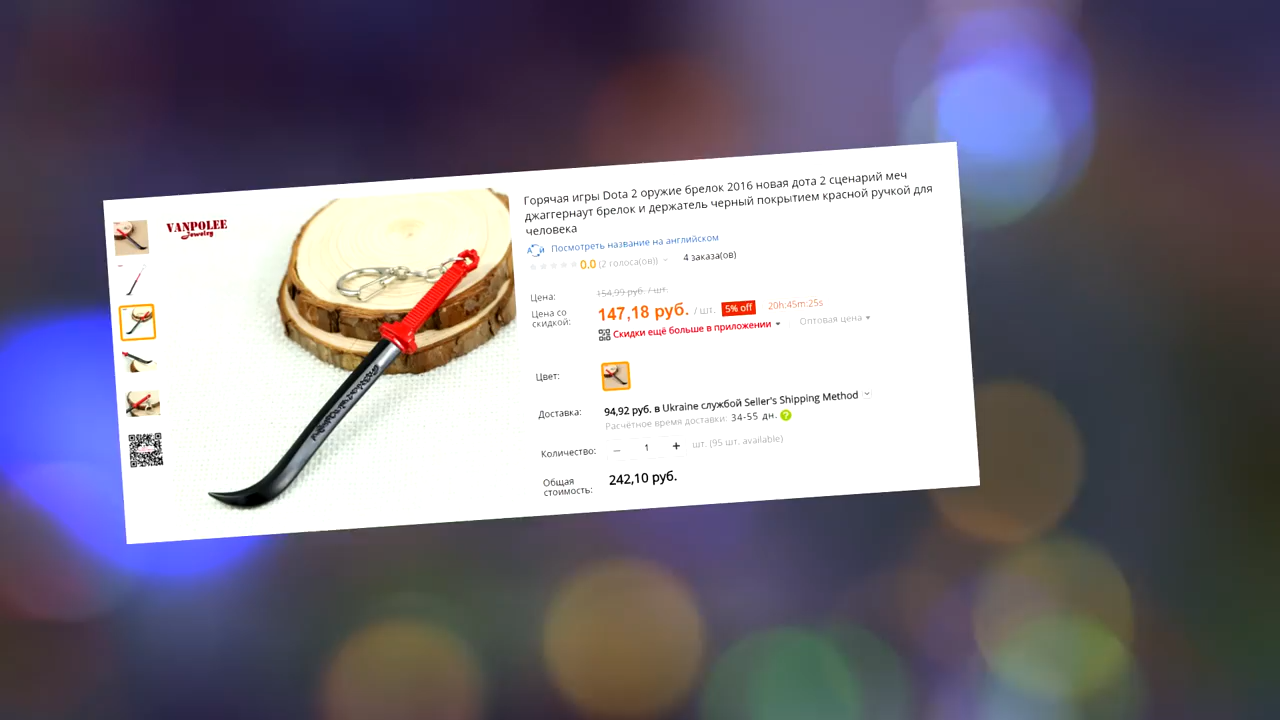 VANPOLEE
Jewelry
Горячая игры Dota 2 оружие брелок 2016 новая дота 2 сценарий меч
джаггернаут брелок и держатель черный покрытием красной ручкой для
человека
Посмотреть название на английском
0.0 (2 голоса(ов)) 4 заказа(ов)
Цена: 154,99 руб. / шт.
Цена со
скидкой: 147,18 руб. / шт. 5% off 20h:45m:25s
Скидки ещё больше в приложении Оптовая цена
Цвет:
Доставка: 94,92 руб. в Ukraine службой Seller's Shipping Method
Расчётное время доставки: 34-55 дн. ?
Количество: − 1 + шт. (95 шт. available)
Общая
стоимость: 242,10 руб.